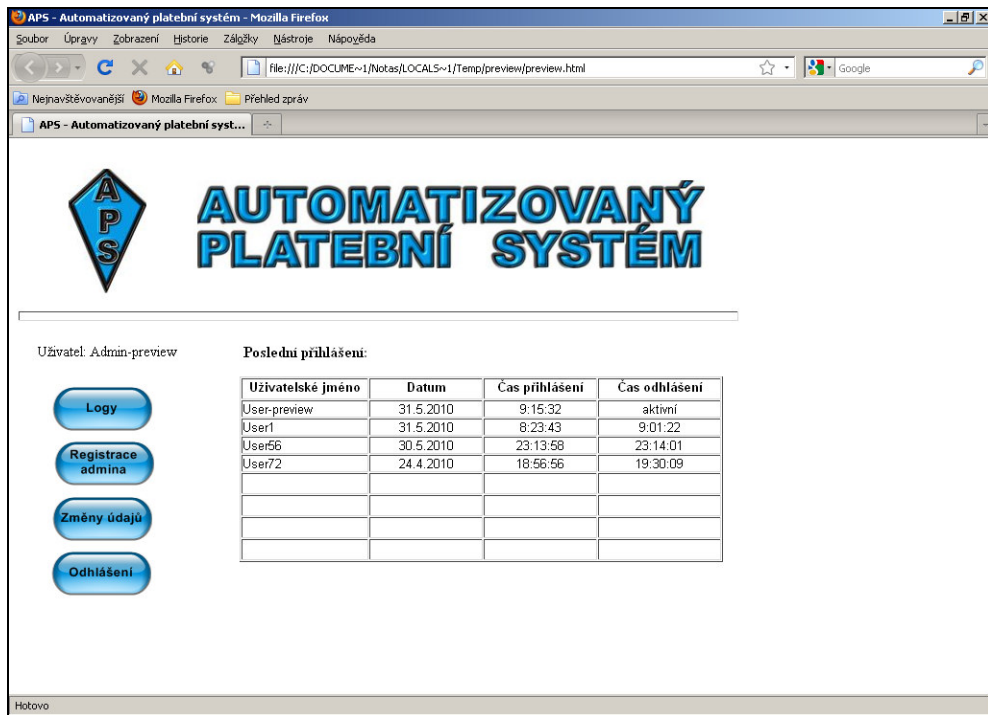 APS - Automatizovaný platební systém - Mozilla Firefox
Soubor Úpravy Zobrazení Historie Záložky Nástroje Nápověda
file:///C:/DOCUME~1/Notas/LOCALS~1/Temp/preview/preview.html Google
Nejnavštěvovanější Mozilla Firefox Přehled zpráv
APS - Automatizovaný platební syst...
APS
AUTOMATIZOVANÝ
PLATEBNÍ SYSTÉM
Uživatel: Admin-preview
Poslední přihlášení:
Uživatelské jméno Datum Čas přihlášení Čas odhlášení
User-preview 31.5.2010 9:15:32 aktivní
User1 31.5.2010 8:23:43 9:01:22
User56 30.5.2010 23:13:58 23:14:01
User72 24.4.2010 18:56:56 19:30:09
Logy
Registrace
admina
Změny údajů
Odhlášení
Hotovo